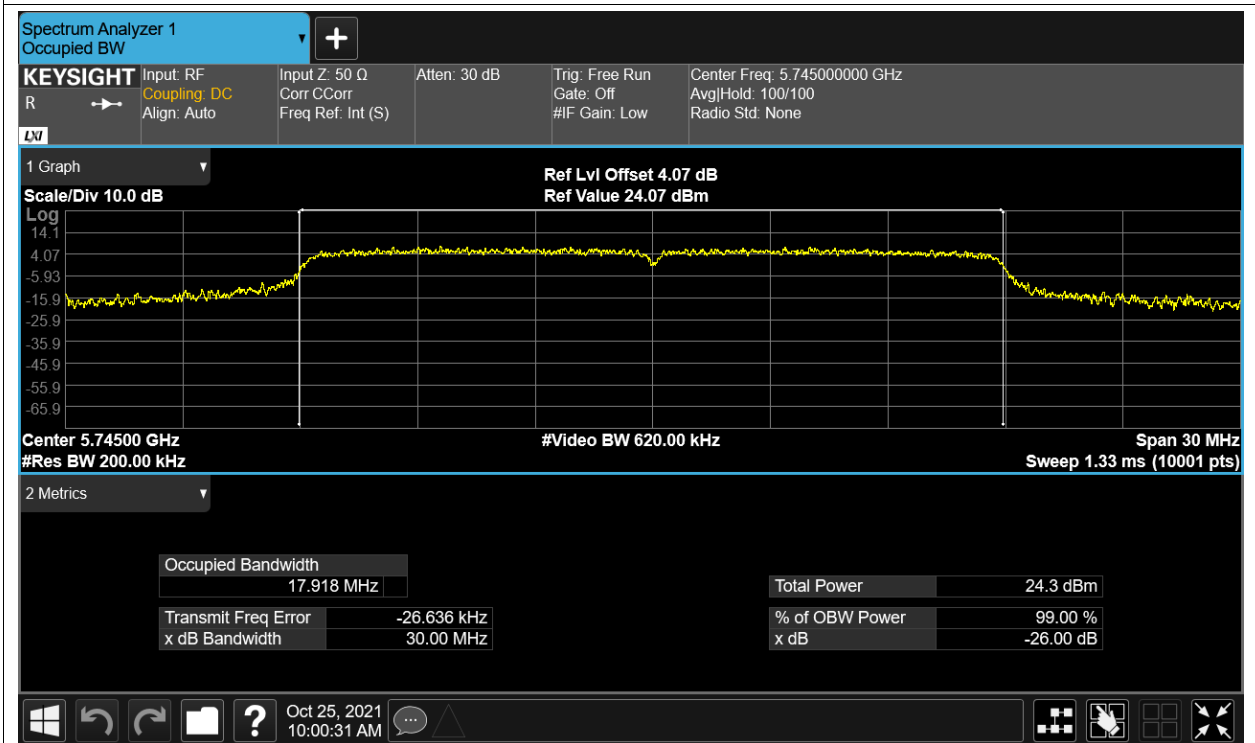 Spectrum Analyzer 1
Occupied BW
KEYSIGHT
R
LXI
Input: RF
Coupling: DC
Align: Auto
Input Z: 50 Ω
Corr CCorr
Freq Ref: Int (S)
Atten: 30 dB
Trig: Free Run
Gate: Off
#IF Gain: Low
Center Freq: 5.745000000 GHz
Avg|Hold: 100/100
Radio Std: None
1 Graph
Scale/Div 10.0 dB
Ref Lvl Offset 4.07 dB
Ref Value 24.07 dBm
Log
14.1
4.07
-5.93
-15.9
-25.9
-35.9
-45.9
-55.9
-65.9
Center 5.74500 GHz
#Video BW 620.00 kHz
Span 30 MHz
#Res BW 200.00 kHz
Sweep 1.33 ms (10001 pts)
2 Metrics
Occupied Bandwidth
17.918 MHz
Total Power 24.3 dBm
Transmit Freq Error -26.636 kHz
% of OBW Power 99.00 %
x dB Bandwidth 30.00 MHz
x dB -26.00 dB
?
Oct 25, 2021
10:00:31 AM